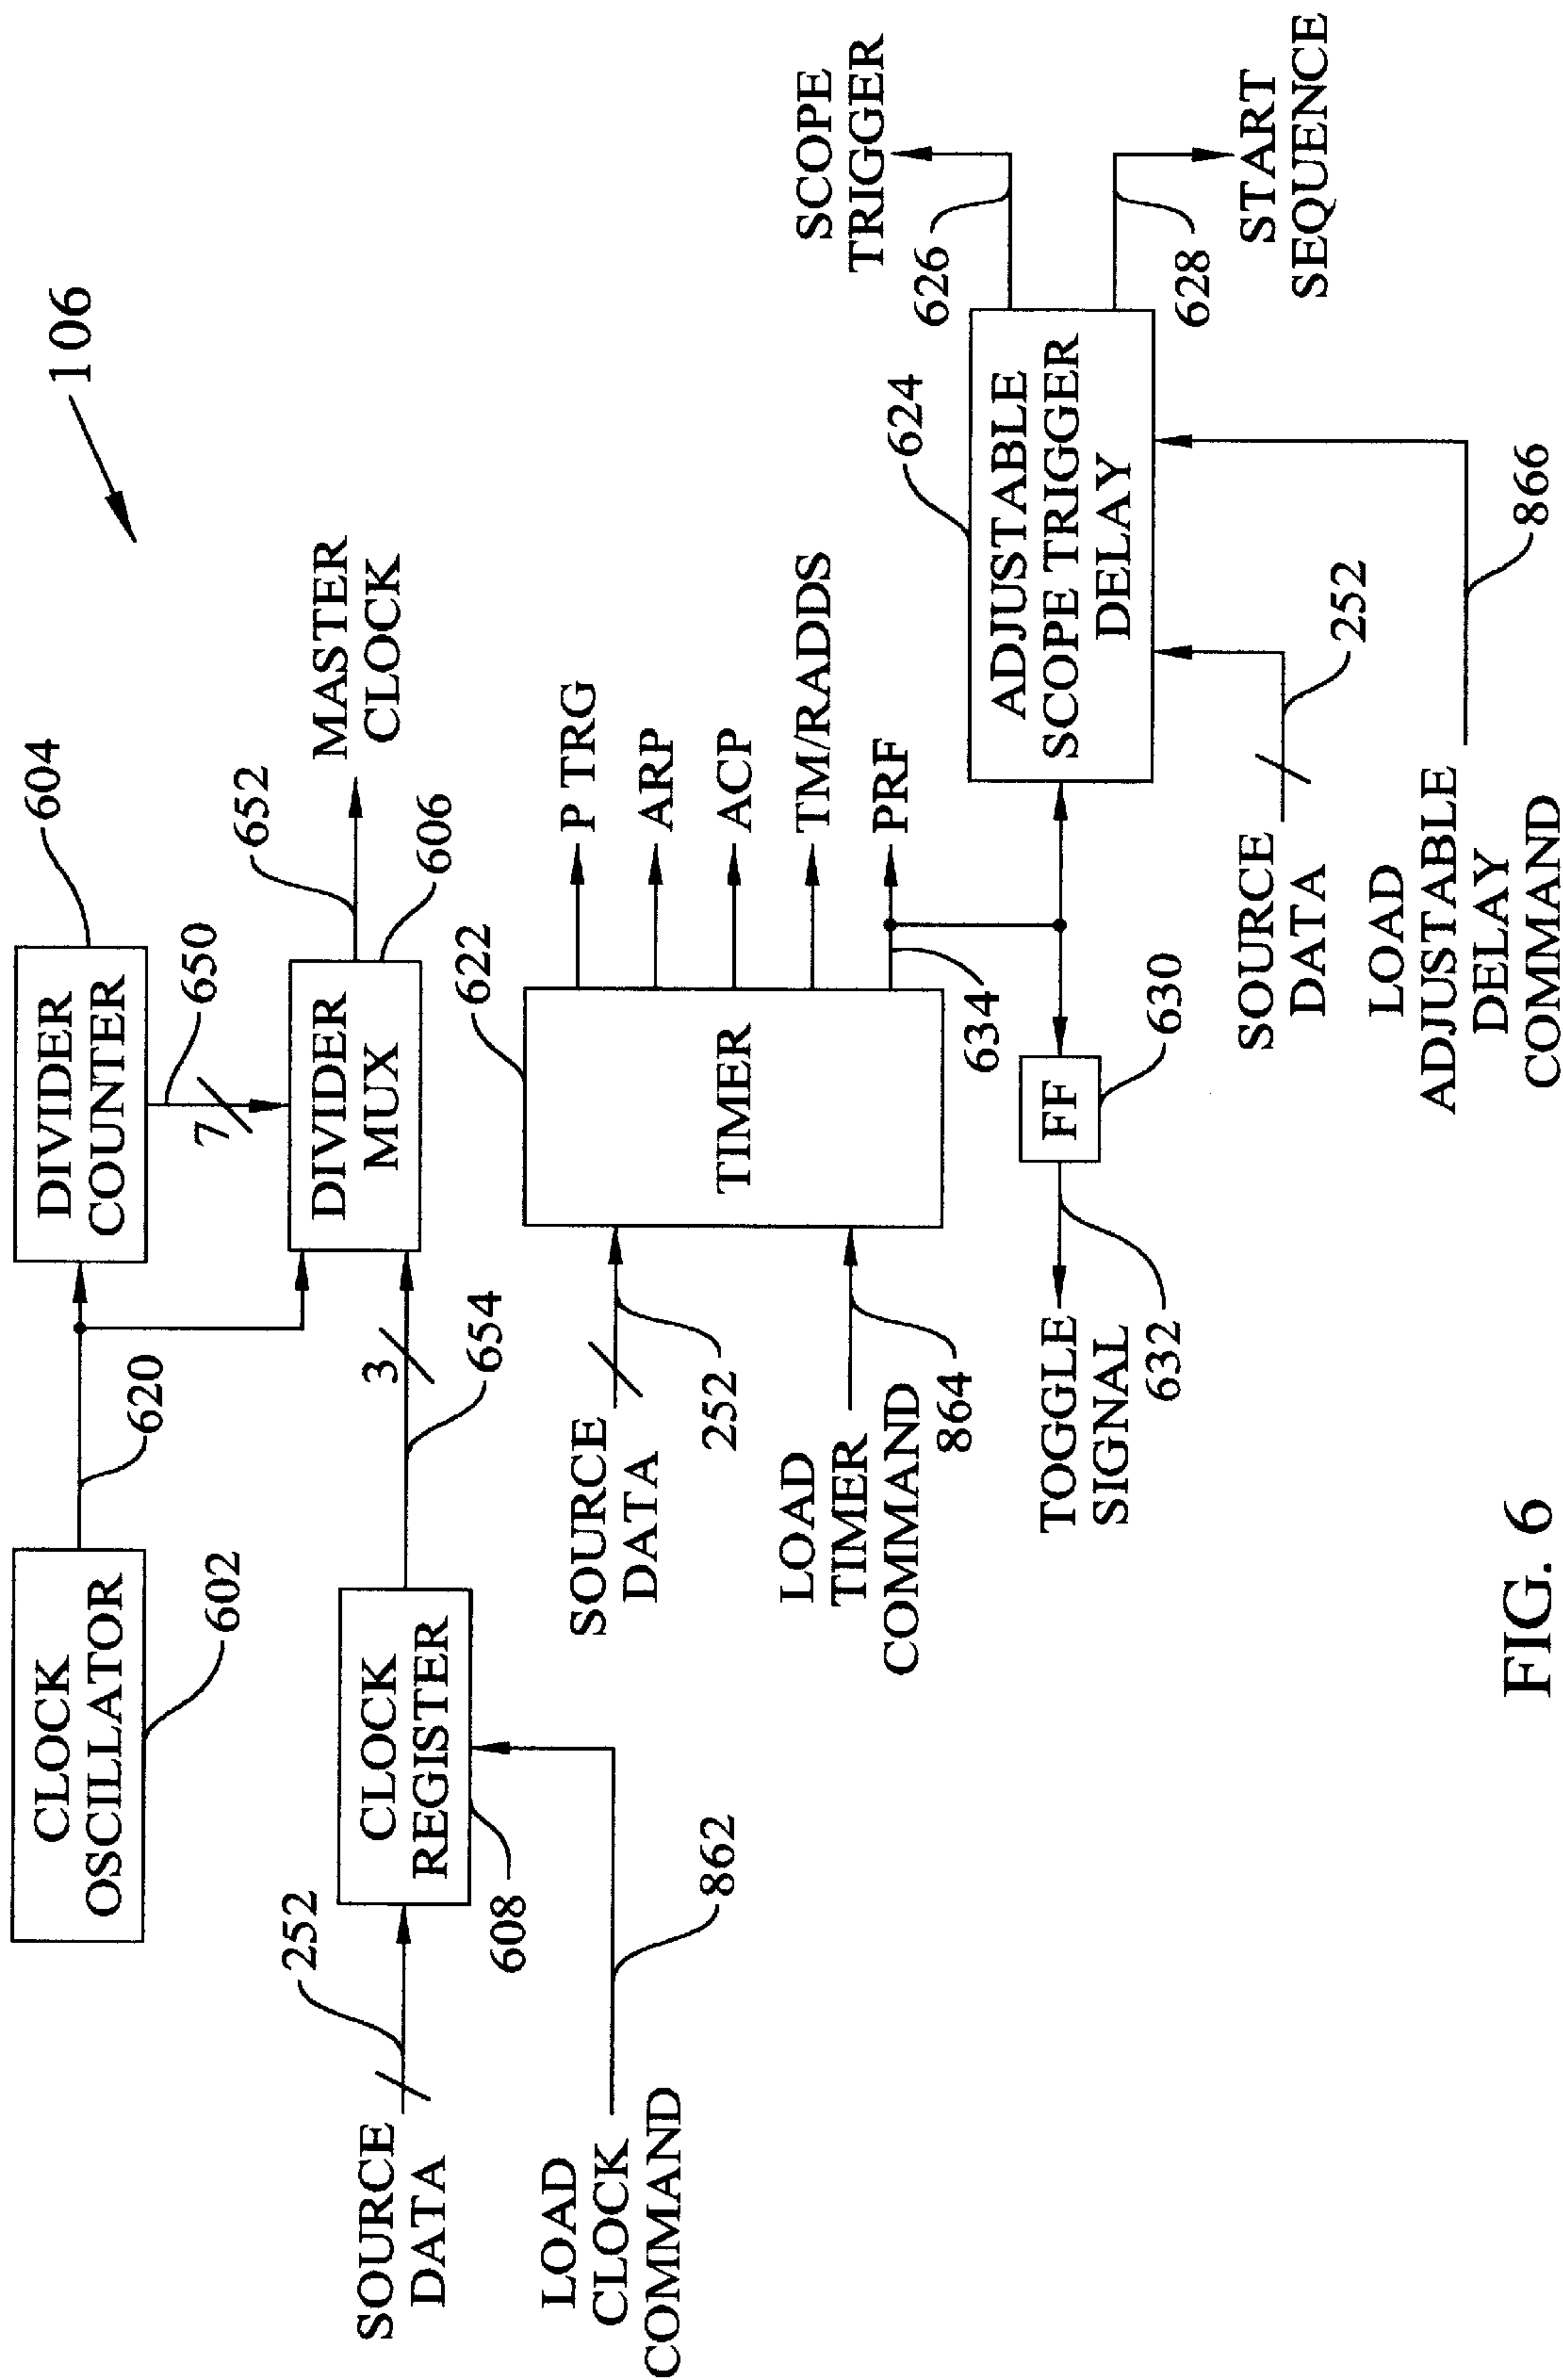 106
CLOCK
OSCILLATOR
602
620
DIVIDER
COUNTER
604
7
650
DIVIDER
MUX
606
652
MASTER
CLOCK
SOURCE
DATA
252
CLOCK
REGISTER
608
3
654
LOAD
CLOCK
COMMAND
862
SOURCE
DATA
252
LOAD
TIMER
COMMAND
864
TIMER
622
P TRG
ARP
ACP
TM/RADDS
PRF
634
FF
630
TOGGLE
SIGNAL
632
ADJUSTABLE
SCOPE TRIGGER
DELAY
624
SCOPE
TRIGGER
626
628
START
SEQUENCE
SOURCE
DATA
252
LOAD
ADJUSTABLE
DELAY
COMMAND
866
FIG. 6